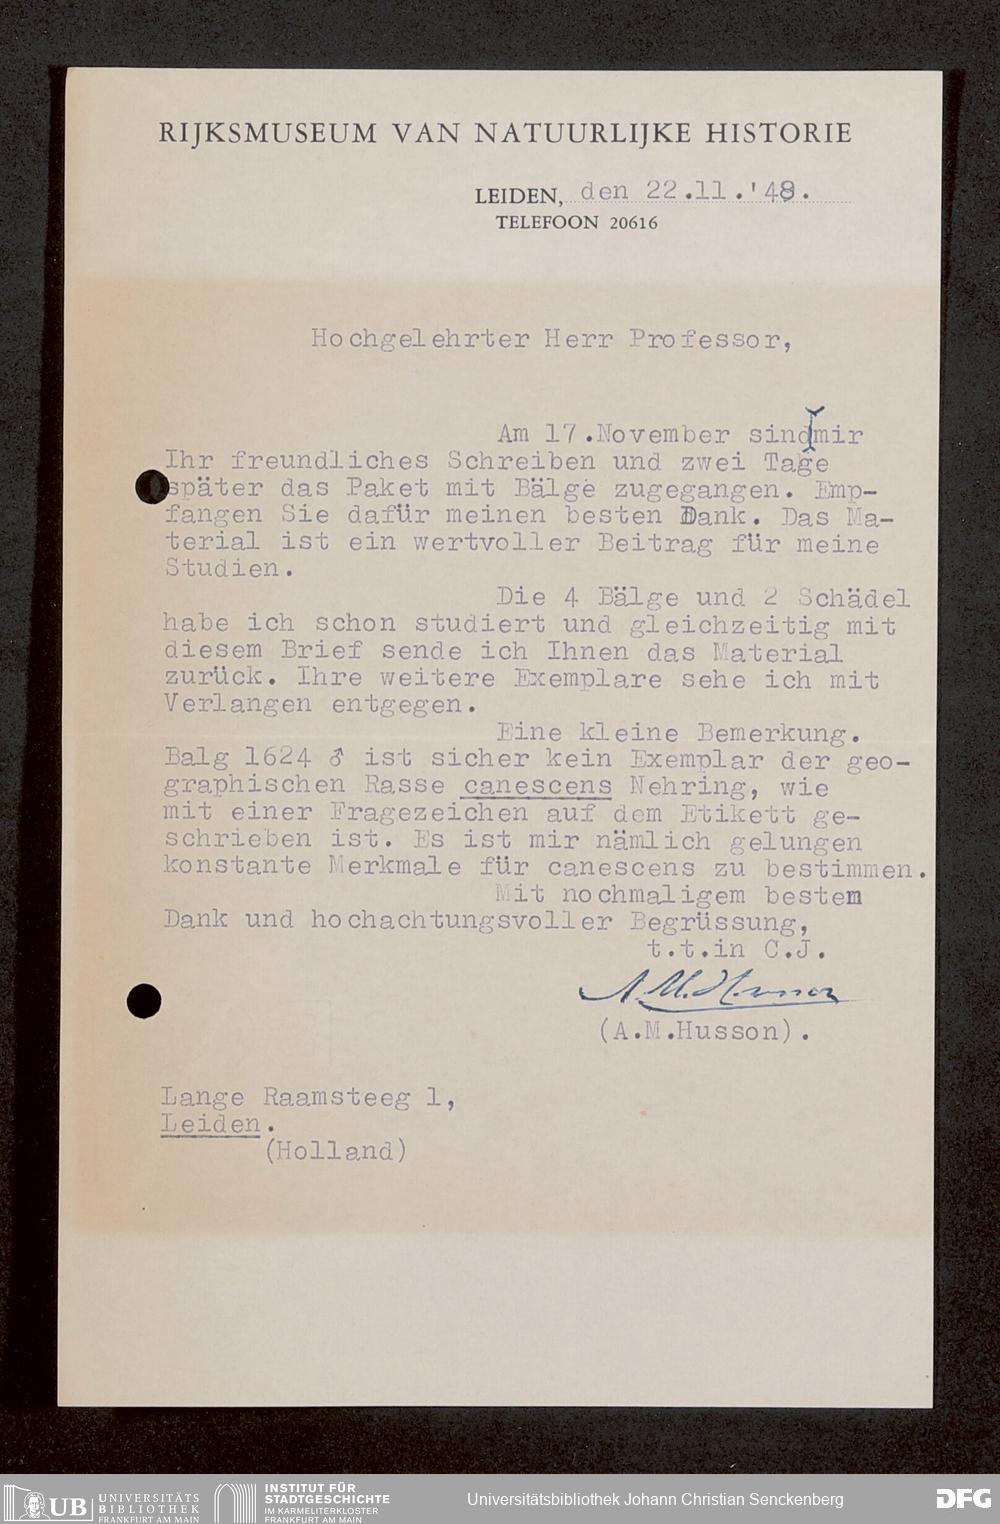 RIJKSMUSEUM VAN NATUURLIJKE HISTORIE
LEIDEN, den 22.11.'48.
TELEFOON 20616
Hochgelehrter Herr Professor,
Am 17.November sind mir
Ihr freundliches Schreiben und zwei Tage
später das Paket mit Bälge zugegangen. Emp-
fangen Sie dafür meinen besten Dank. Das Ma-
terial ist ein wertvoller Beitrag für meine
Studien.
Die 4 Bälge und 2 Schädel
habe ich schon studiert und gleichzeitig mit
diesem Brief sende ich Ihnen das Material
zurück. Ihre weitere Exemplare sehe ich mit
Verlangen entgegen.
Eine kleine Bemerkung.
Balg 1624 ♂ ist sicher kein Exemplar der geo-
graphischen Rasse canescens Nehring, wie
mit einer Fragezeichen auf dem Etikett ge-
schrieben ist. Es ist mir nämlich gelungen
konstante Merkmale für canescens zu bestimmen.
Mit nochmaligem bestem
Dank und hochachtungsvoller Begrüssung,
t.t.in C.J.
A.M.Husson
(A.M.Husson).
Lange Raamsteeg 1,
Leiden.
(Holland)
UB UNIVERSITÄTS
BIBLIOTHEK
FRANKFURT AM MAIN
INSTITUT FÜR
STADTGESCHICHTE
IM KARMELITERKLOSTER
FRANKFURT AM MAIN
Universitätsbibliothek Johann Christian Senckenberg
DFG